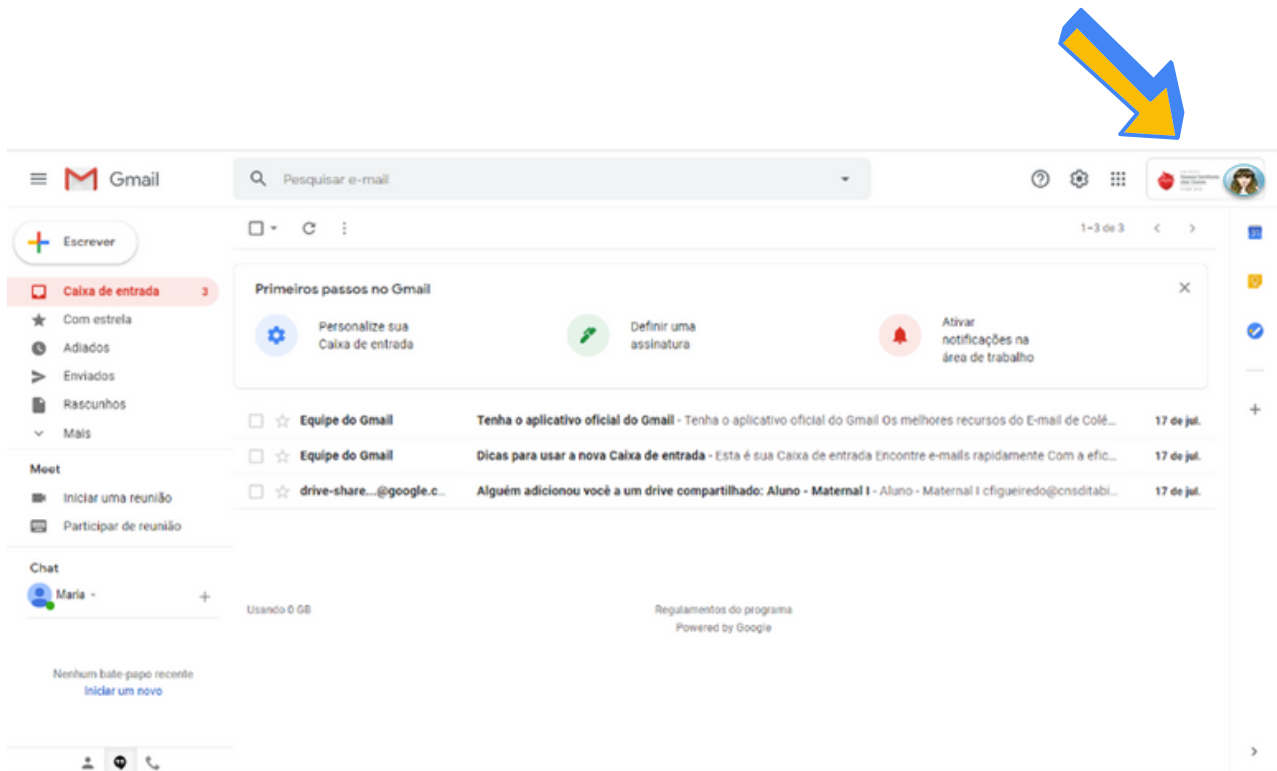 Gmail
Pesquisar e-mail
Escrever
1–3 de 3
Caixa de entrada 3
Com estrela
Adiados
Enviados
Rascunhos
Mais
Meet
Iniciar uma reunião
Participar de reunião
Chat
Maria
Nenhum bate-papo recente
Iniciar um novo
Primeiros passos no Gmail
Personalize sua
Caixa de entrada
Definir uma
assinatura
Ativar
notificações na
área de trabalho
Equipe do Gmail Tenha o aplicativo oficial do Gmail - Tenha o aplicativo oficial do Gmail Os melhores recursos do E-mail de Colé... 17 de jul.
Equipe do Gmail Dicas para usar a nova Caixa de entrada - Esta é sua Caixa de entrada Encontre e-mails rapidamente Com a efic... 17 de jul.
drive-share....@google.c... Alguém adicionou você a um drive compartilhado: Aluno - Maternal I - Aluno - Maternal I cfigueiredo@cnsditabi... 17 de jul.
Usando 0 GB
Regulamentos do programa
Powered by Google